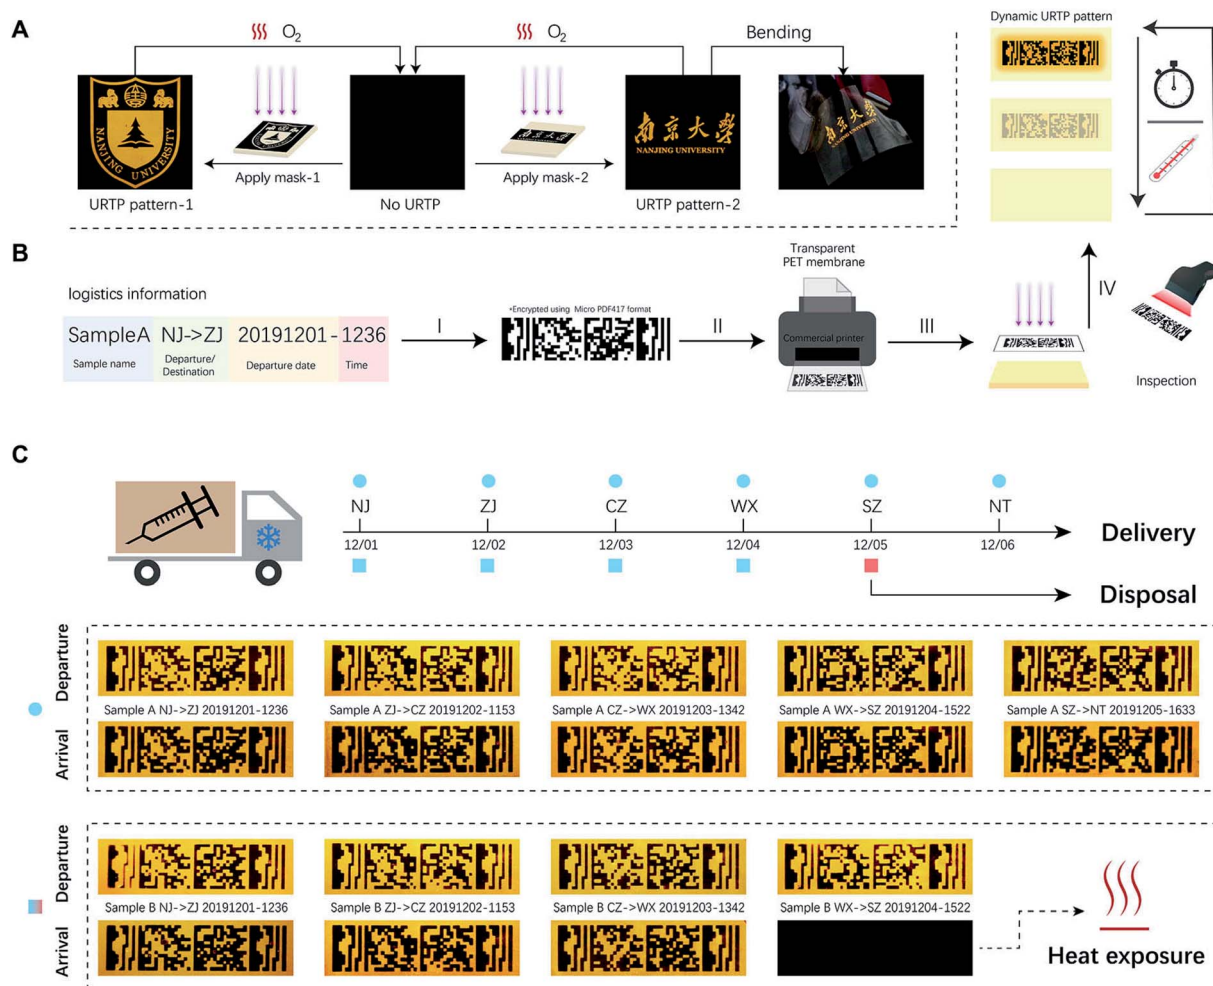 A
O₂
O₂
Bending
Apply mask-1
Apply mask-2
NANJING UNIVERSITY
南京大學
NANJING UNIVERSITY
南京大學
NANJING UNIVERSITY
URTP pattern-1
No URTP
URTP pattern-2
Dynamic URTP pattern
B
logistics information
SampleA NJ->ZJ 20191201-1236
Sample name
Departure/
Destination
Departure date
Time
I
•Encrypted using Micro PDF417 format
II
Transparent
PET membrane
Commercial printer
III
IV
Inspection
C
NJ ZJ CZ WX SZ NT
12/01 12/02 12/03 12/04 12/05 12/06
Delivery
Disposal
Departure
Sample A NJ->ZJ 20191201-1236
Sample A ZJ->CZ 20191202-1153
Sample A CZ->WX 20191203-1342
Sample A WX->SZ 20191204-1522
Sample A SZ->NT 20191205-1633
Arrival
Departure
Sample B NJ->ZJ 20191201-1236
Sample B ZJ->CZ 20191202-1153
Sample B CZ->WX 20191203-1342
Sample B WX->SZ 20191204-1522
Arrival
Heat exposure